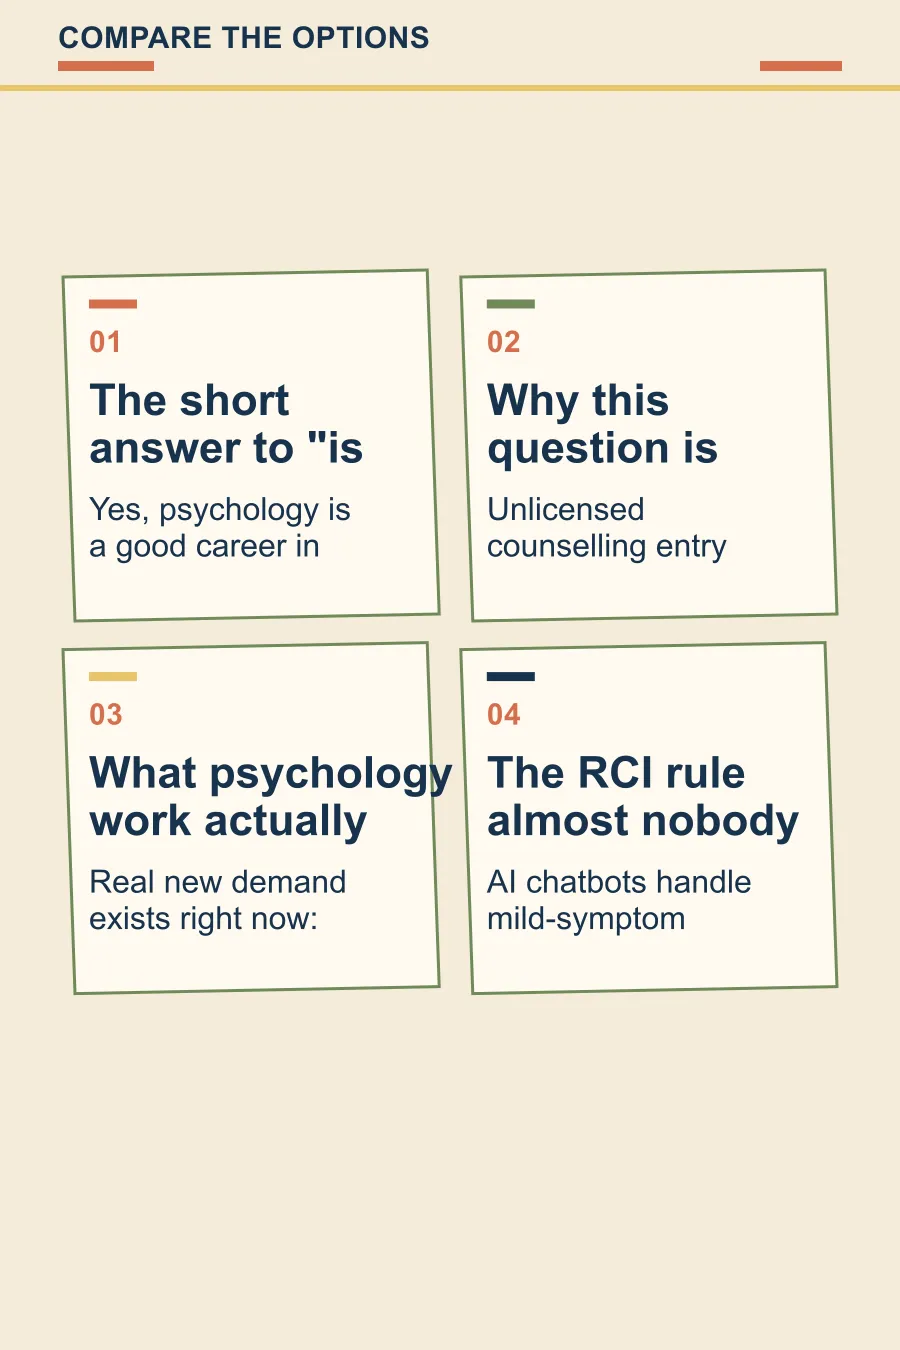 COMPARE THE OPTIONS
01
The short
answer to "is
Yes, psychology is
a good career in
02
Why this
question is
Unlicensed
counselling entry
03
What psychology
work actually
Real new demand
exists right now:
04
The RCI rule
almost nobody
AI chatbots handle
mild-symptom